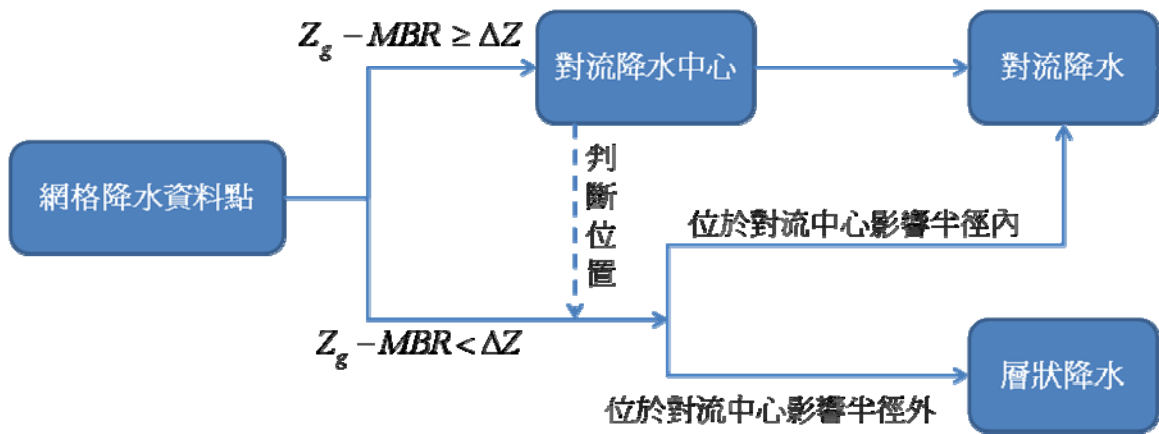 Z_g − MBR ≥ ΔZ
對流降水中心
對流降水
網格降水資料點
判斷位置
位於對流中心影響半徑內
Z_g − MBR < ΔZ
層狀降水
位於對流中心影響半徑外